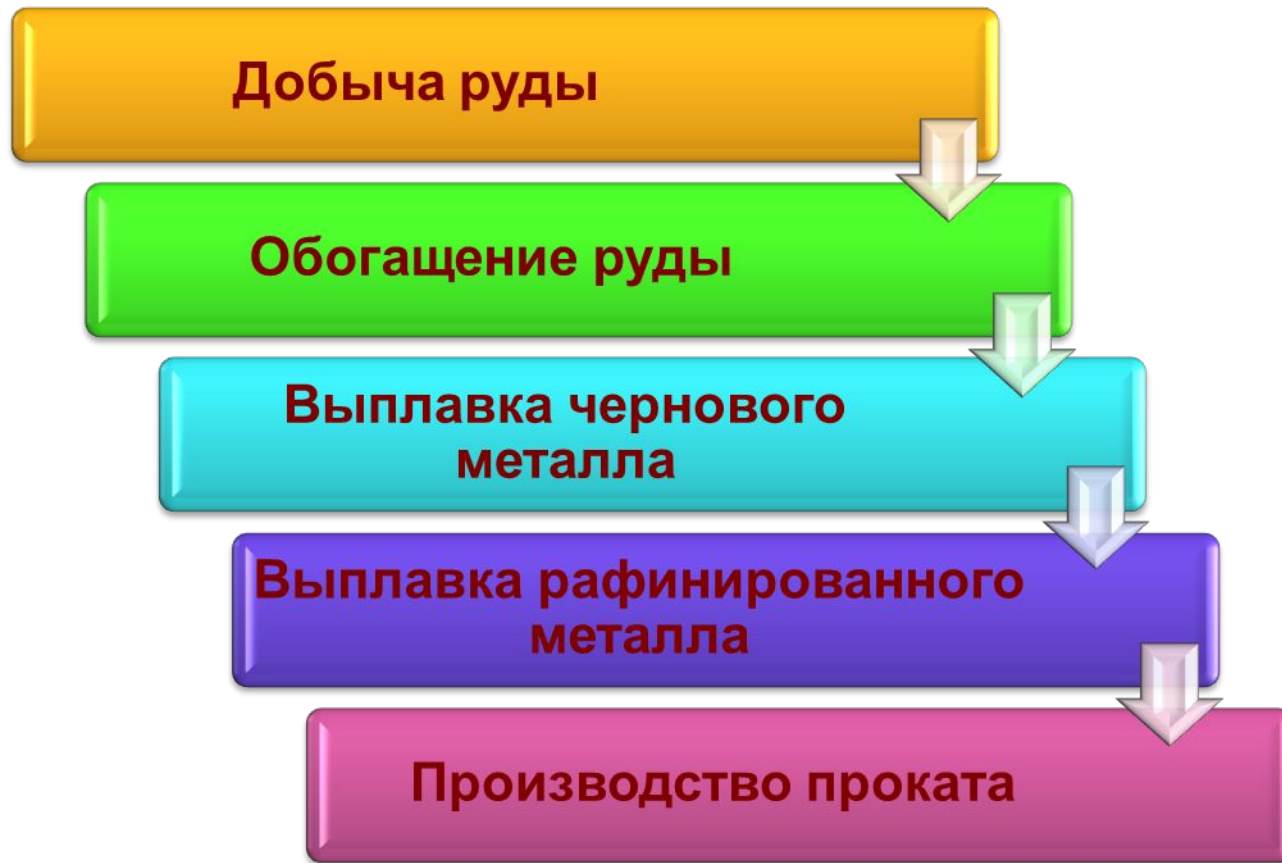 Добыча руды
Обогащение руды
Выплавка чернового
металла
Выплавка рафинированного
металла
Производство проката